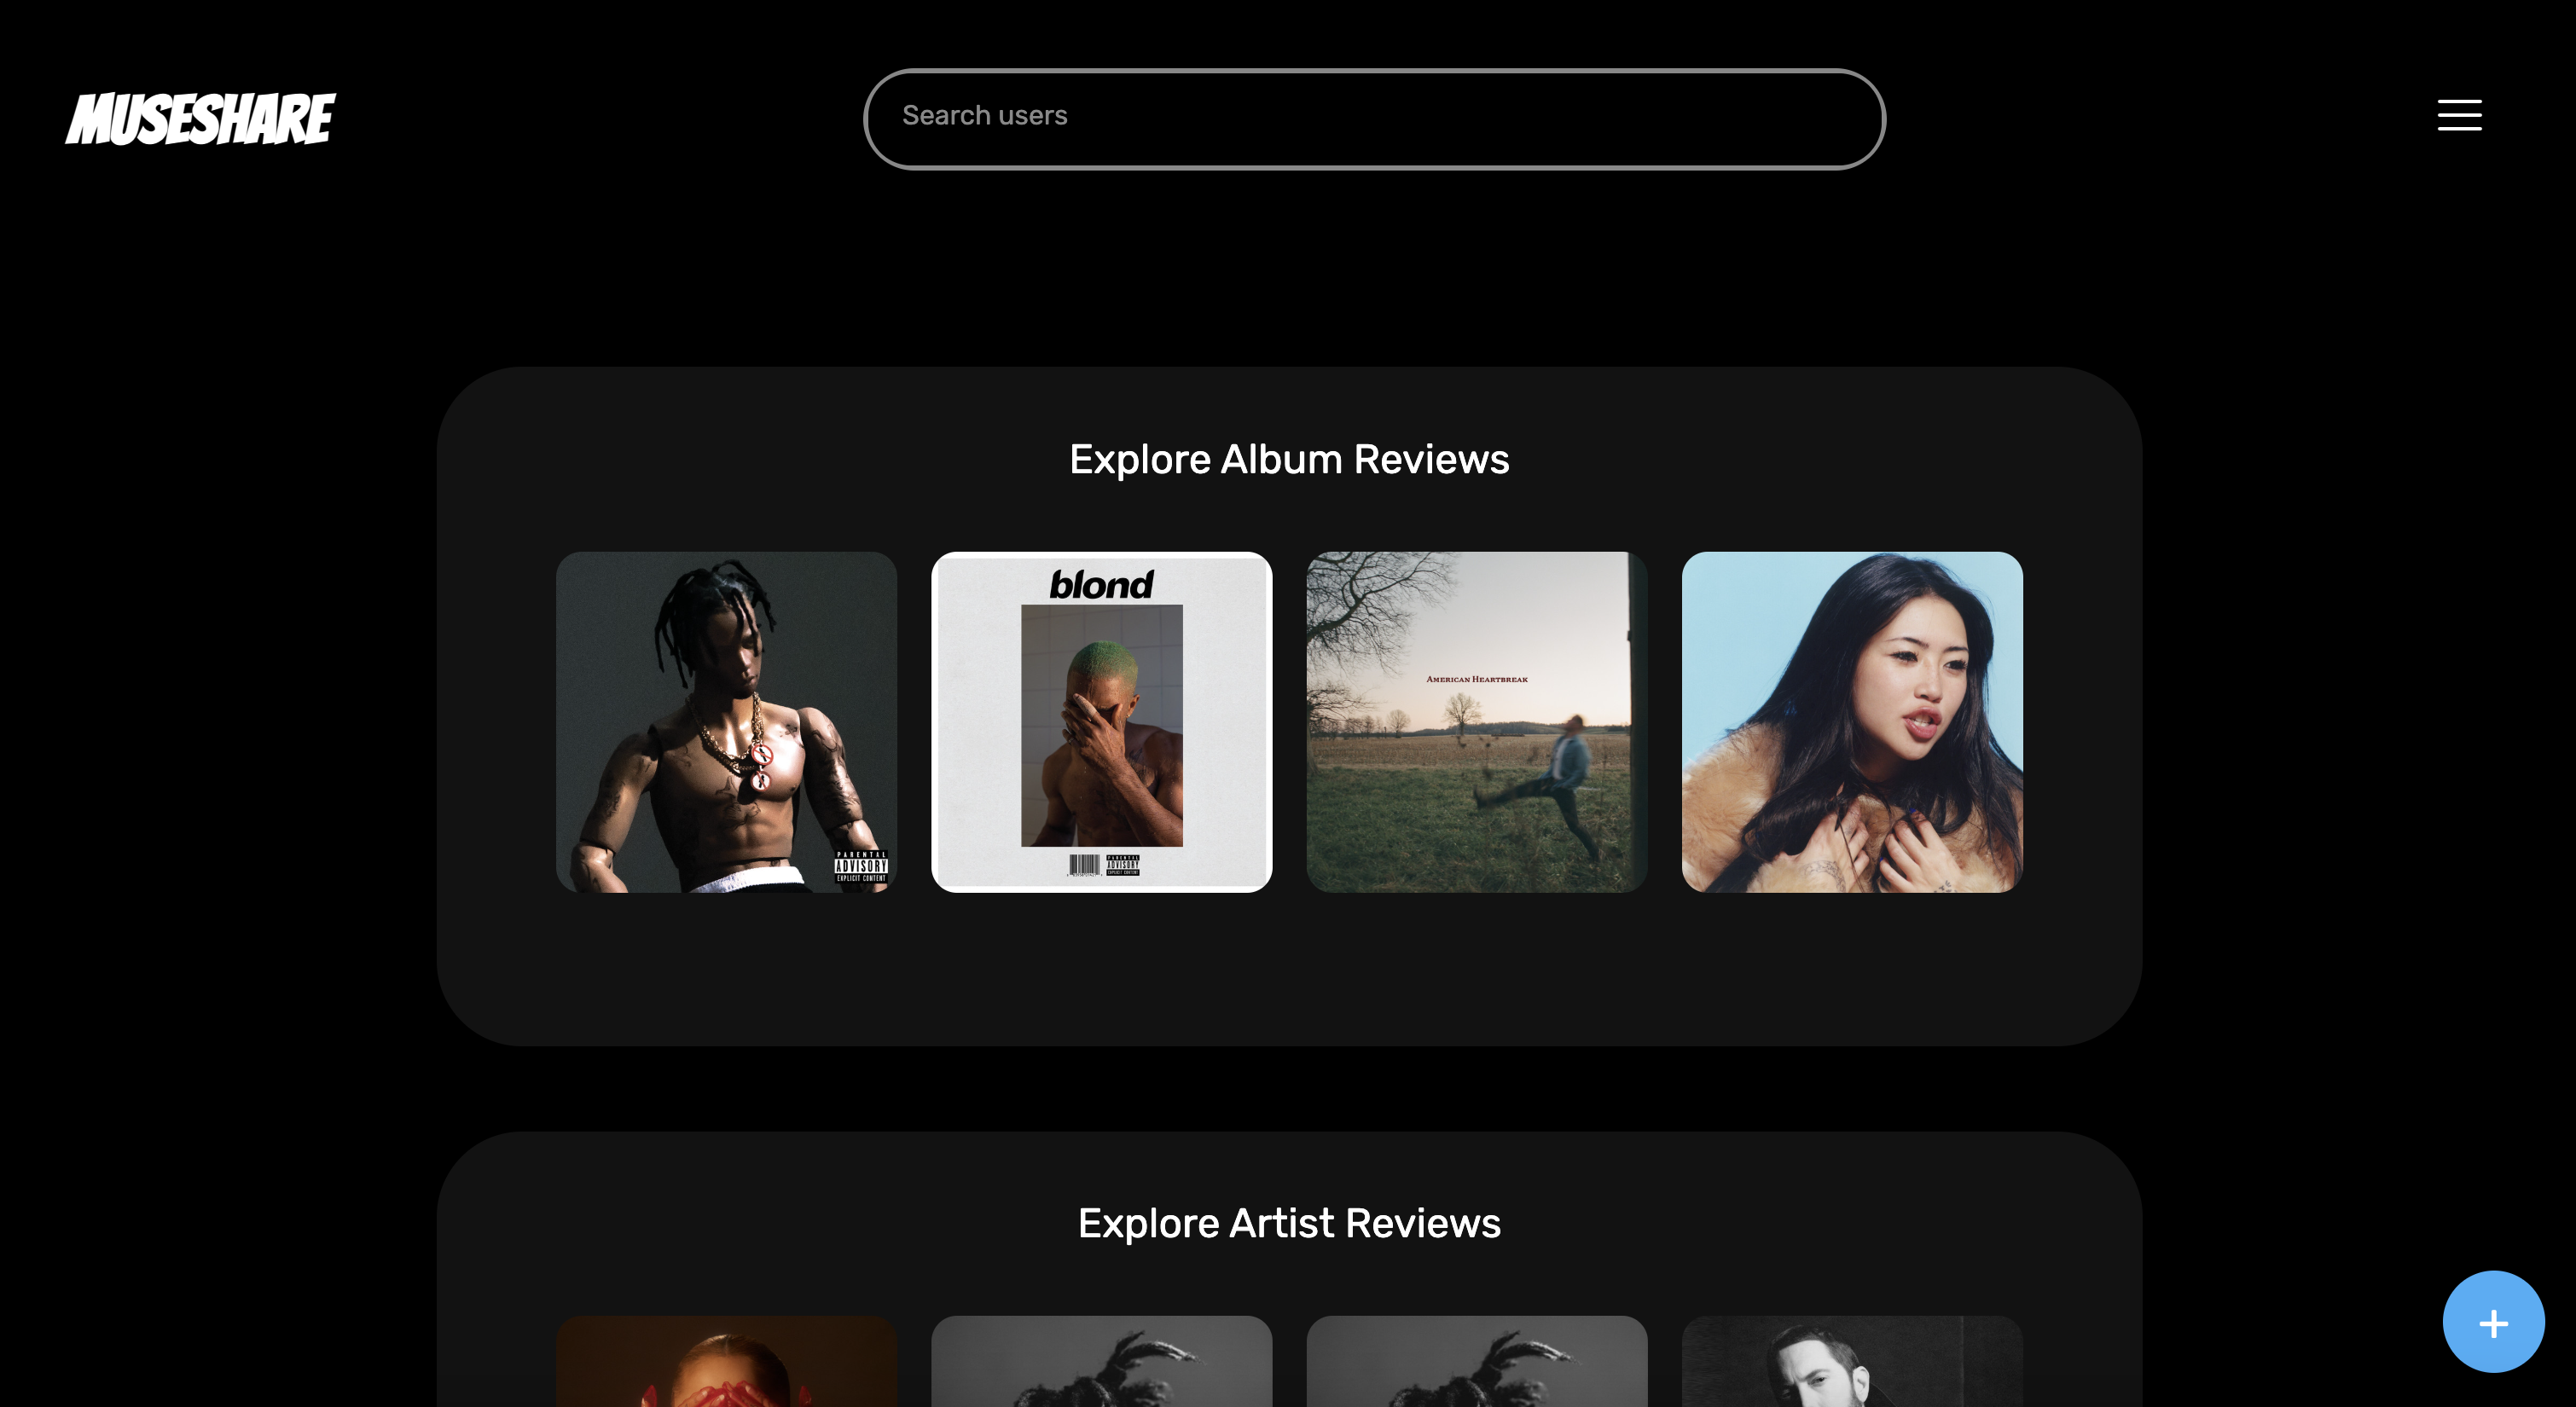 MUSESHARE
Search users
Explore Album Reviews
blond
AMERICAN HEARTBREAK
PARENTAL
ADVISORY
EXPLICIT CONTENT
PARENTAL
ADVISORY
EXPLICIT CONTENT
Explore Artist Reviews
+